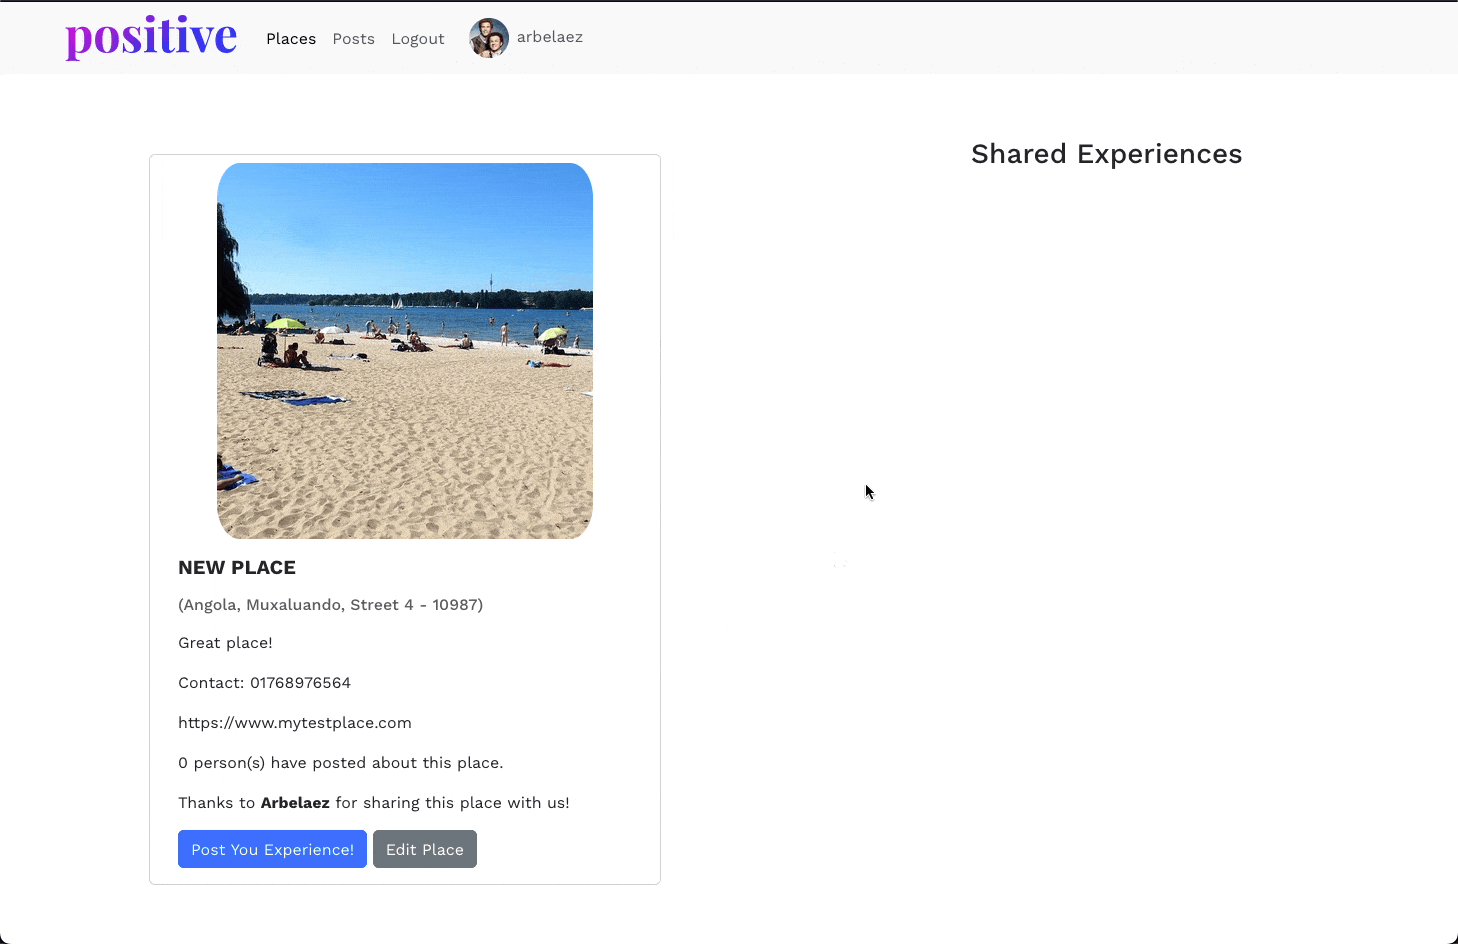 positive
Places Posts Logout arbelaez
Shared Experiences
NEW PLACE
(Angola, Muxaluando, Street 4 - 10987)
Great place!
Contact: 01768976564
https://www.mytestplace.com
0 person(s) have posted about this place.
Thanks to Arbelaez for sharing this place with us!
Post You Experience! Edit Place